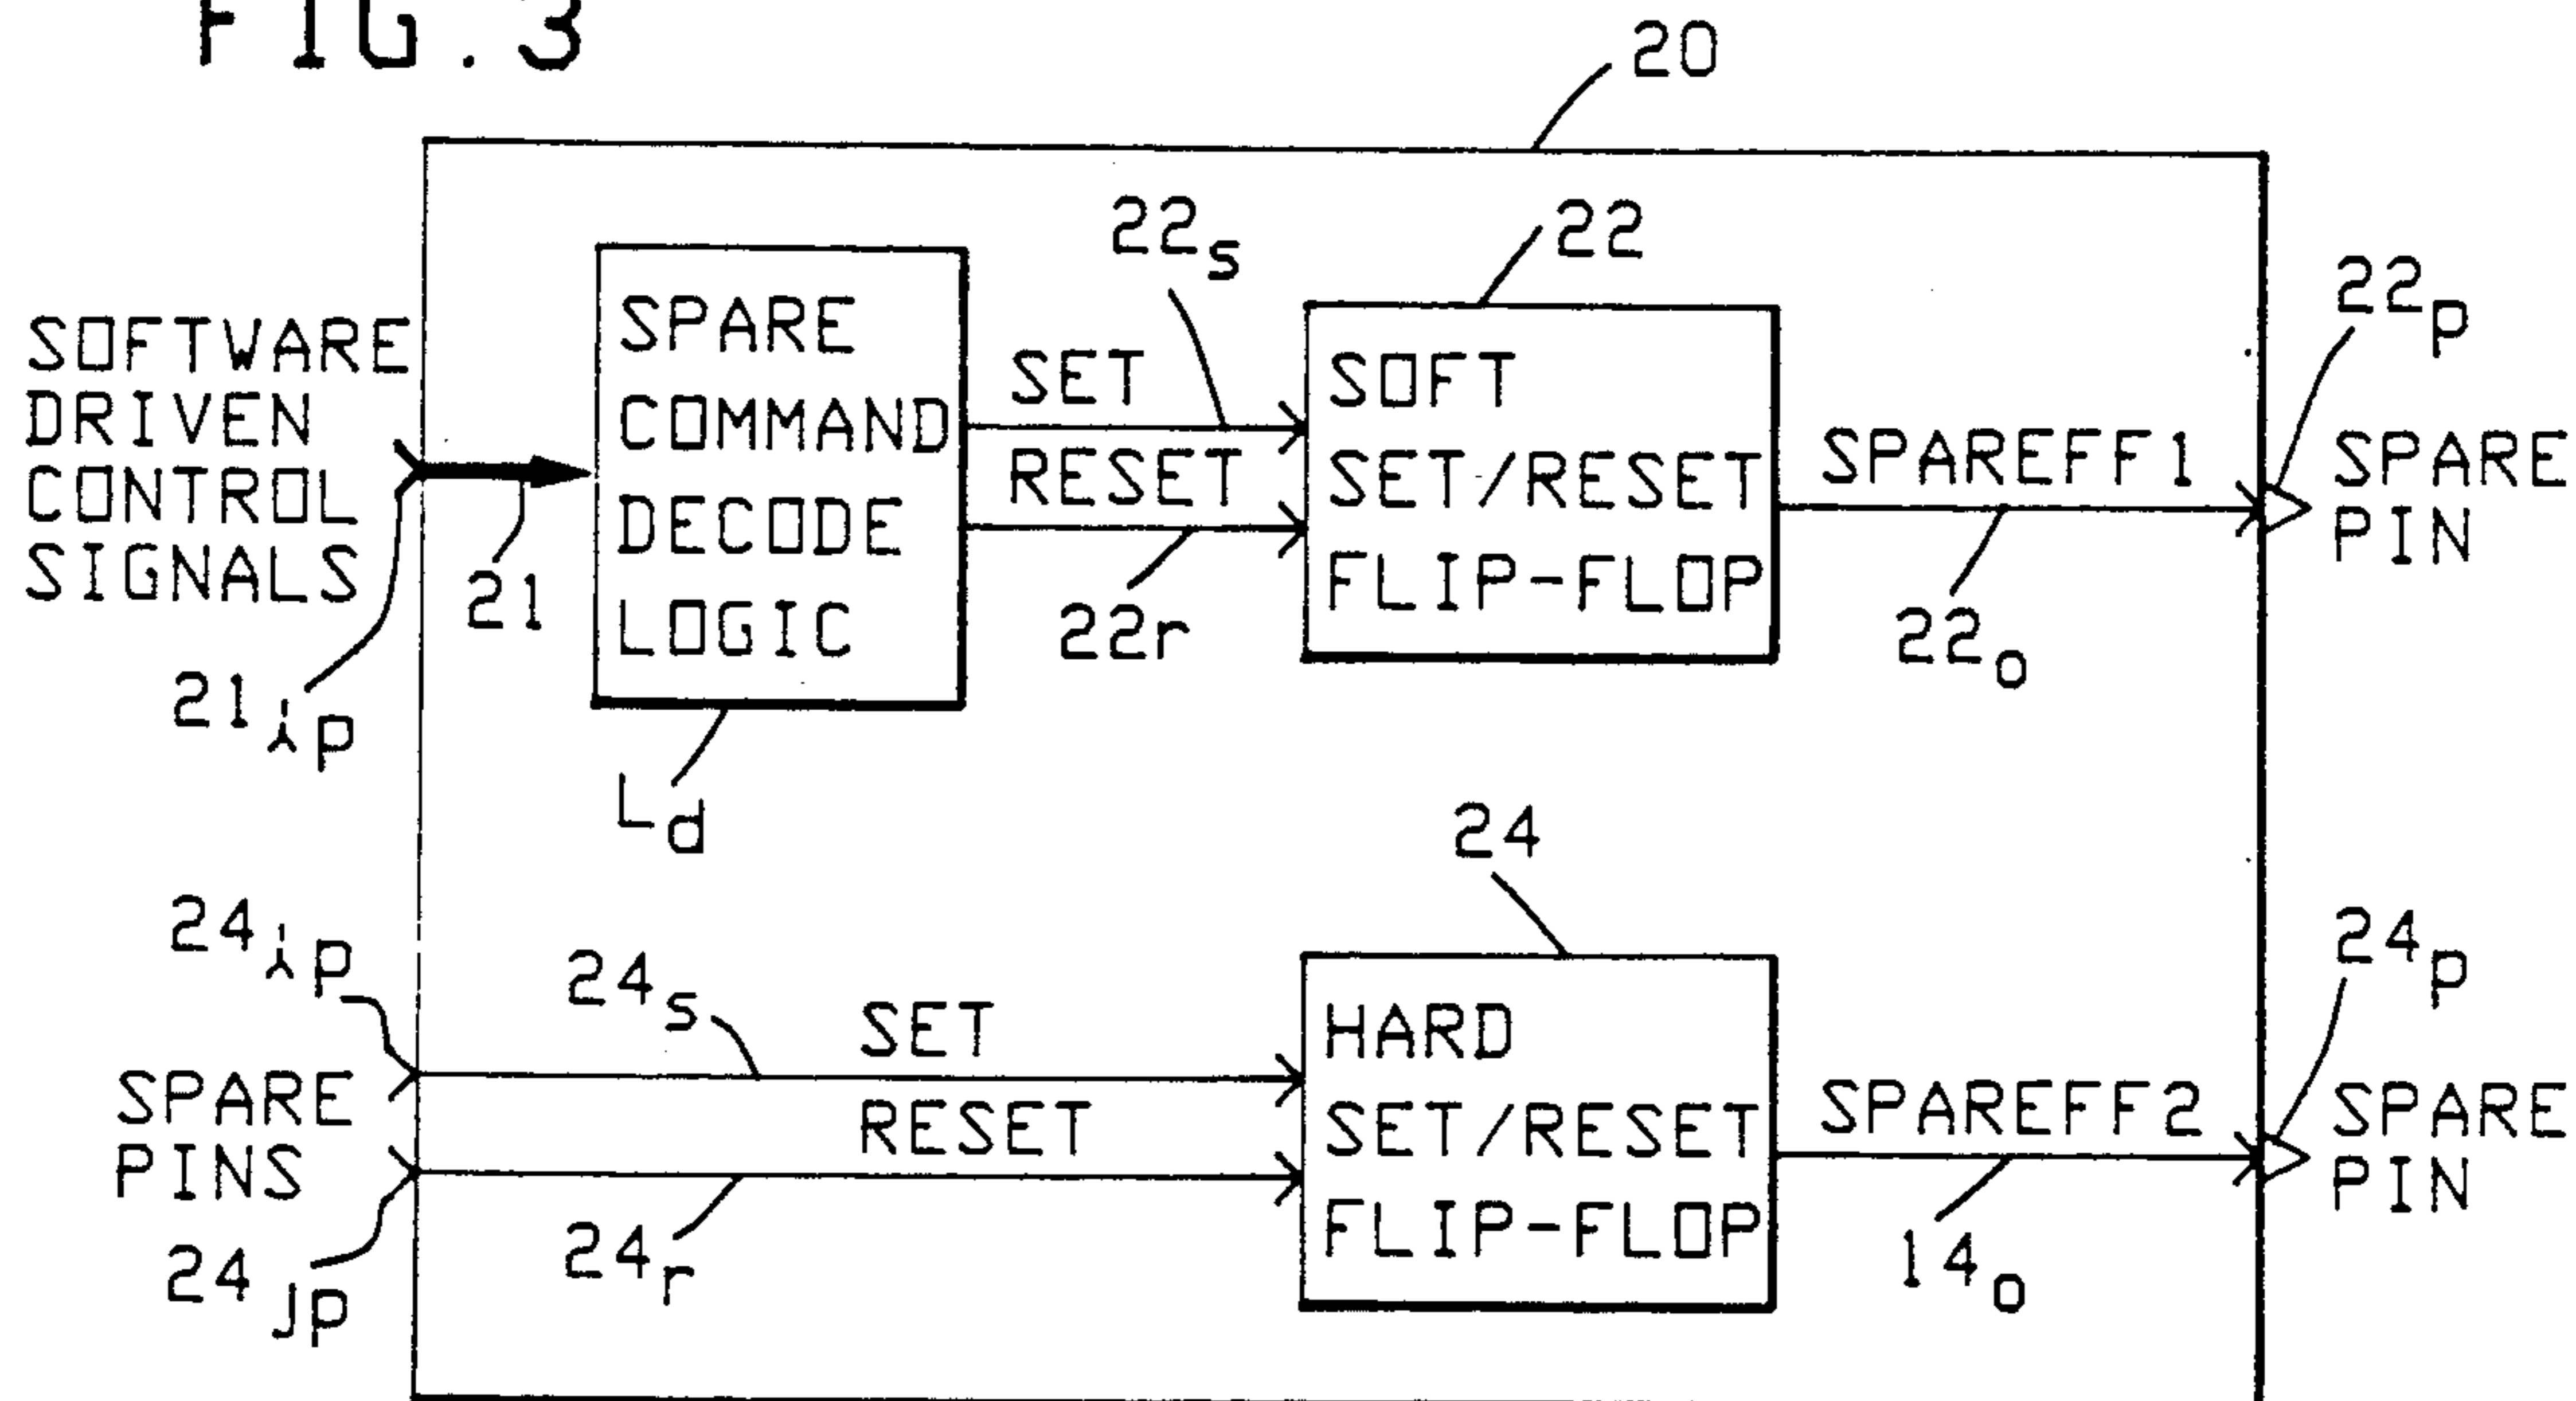 FIG. 3
20
22s
22
22p
SOFTWARE
DRIVEN
CONTROL
SIGNALS
21
21ip
SPARE
COMMAND
DECODE
LOGIC
Ld
SET
RESET
22r
SOFT
SET/RESET
FLIP-FLOP
SPAREFF1
22o
SPARE
PIN
24ip
24s
24
24p
SPARE
PINS
24jp
SET
RESET
24r
HARD
SET/RESET
FLIP-FLOP
SPAREFF2
14o
SPARE
PIN